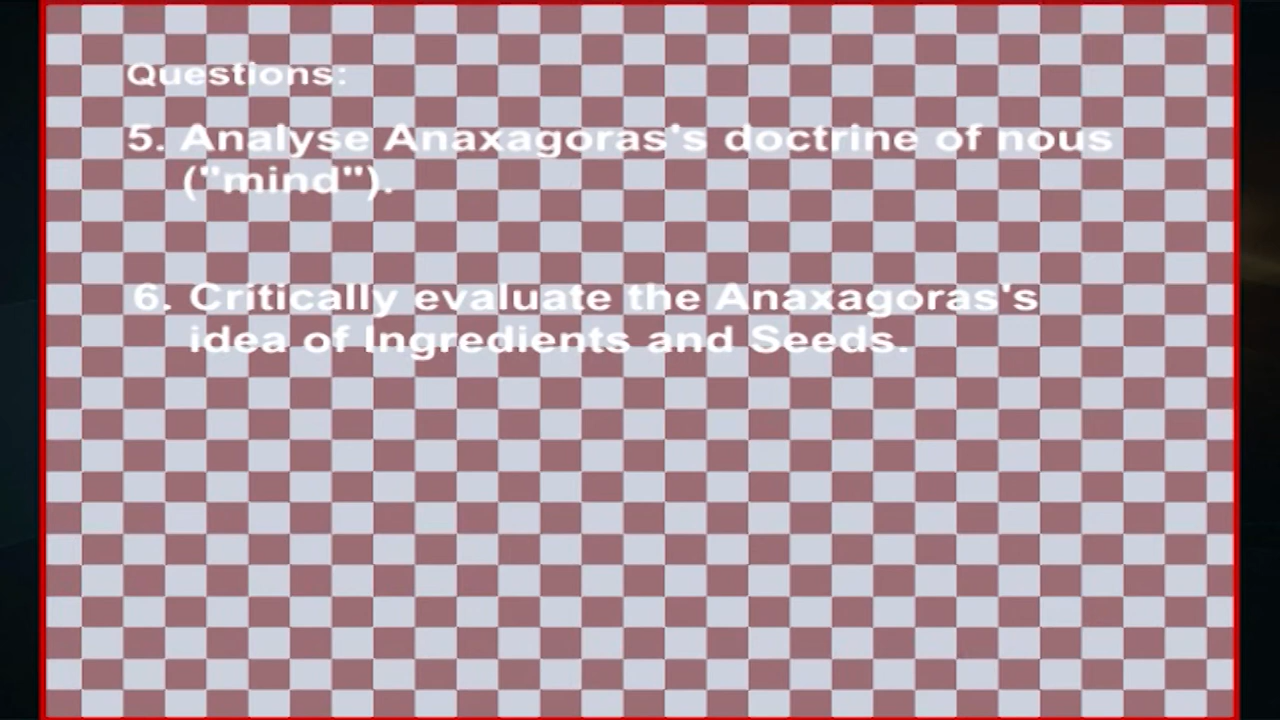 Questions:
5. Analyse Anaxagoras's doctrine of nous
("mind").
6. Critically evaluate the Anaxagoras's
idea of Ingredients and Seeds.